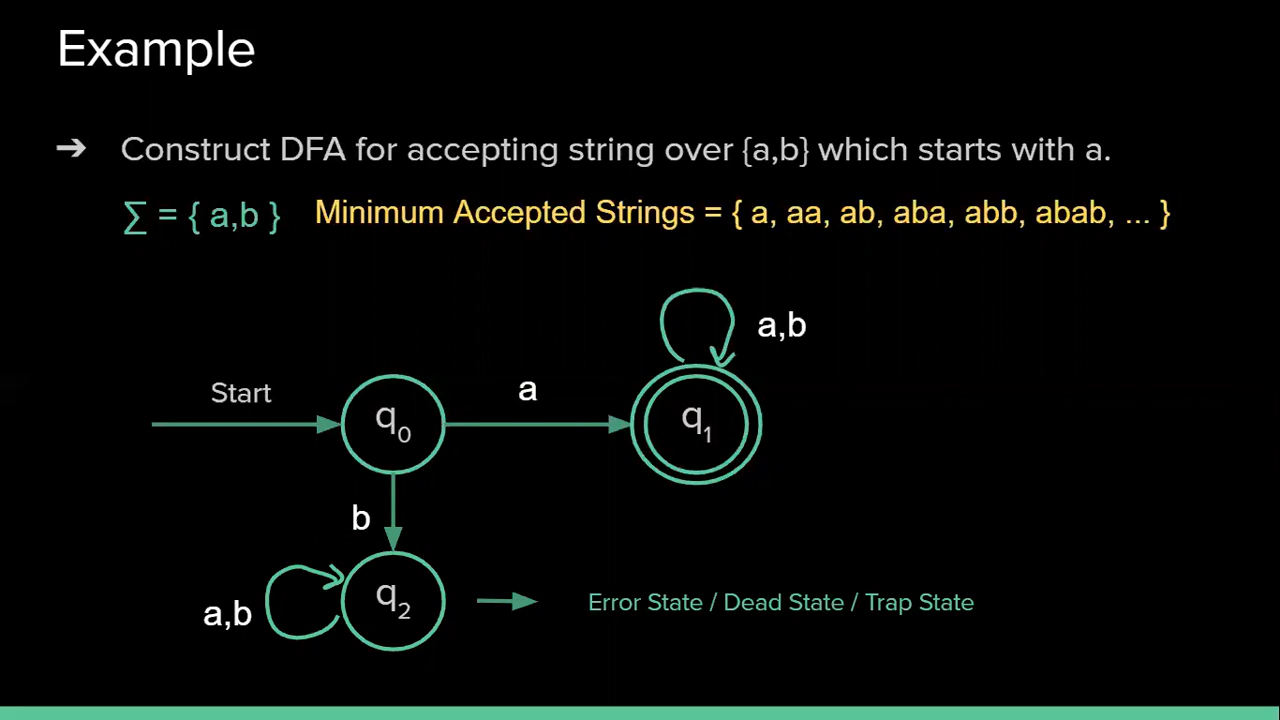 Example
➔ Construct DFA for accepting string over {a,b} which starts with a.
∑ = { a,b } Minimum Accepted Strings = { a, aa, ab, aba, abb, abab, ... }
a,b
Start
a
q₀
q₁
b
a,b
q₂
Error State / Dead State / Trap State